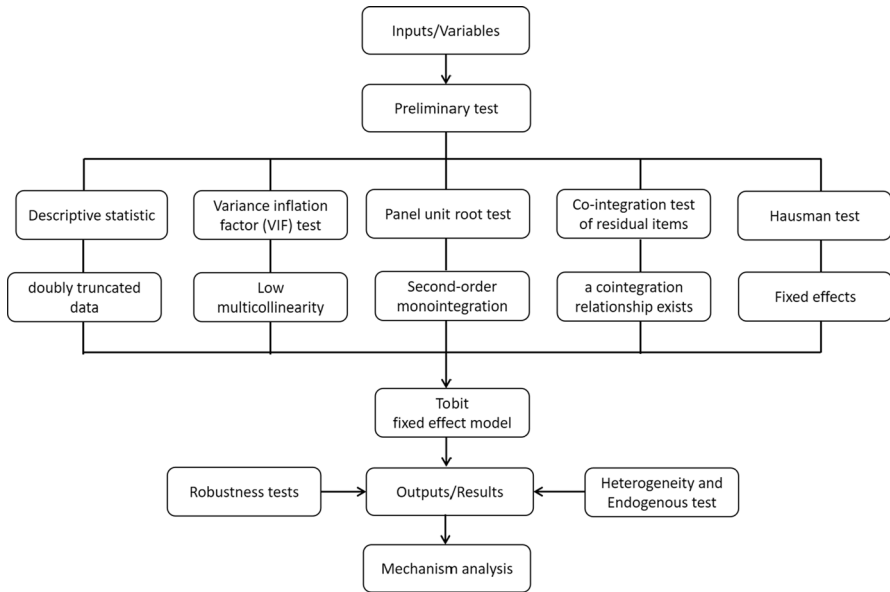 Inputs/Variables
Preliminary test
Descriptive statistic
Variance inflation
factor (VIF) test
Panel unit root test
Co-integration test
of residual items
Hausman test
doubly truncated
data
Low
multicollinearity
Second-order
monointegration
a cointegration
relationship exists
Fixed effects
Tobit
fixed effect model
Robustness tests
Outputs/Results
Heterogeneity and
Endogenous test
Mechanism analysis